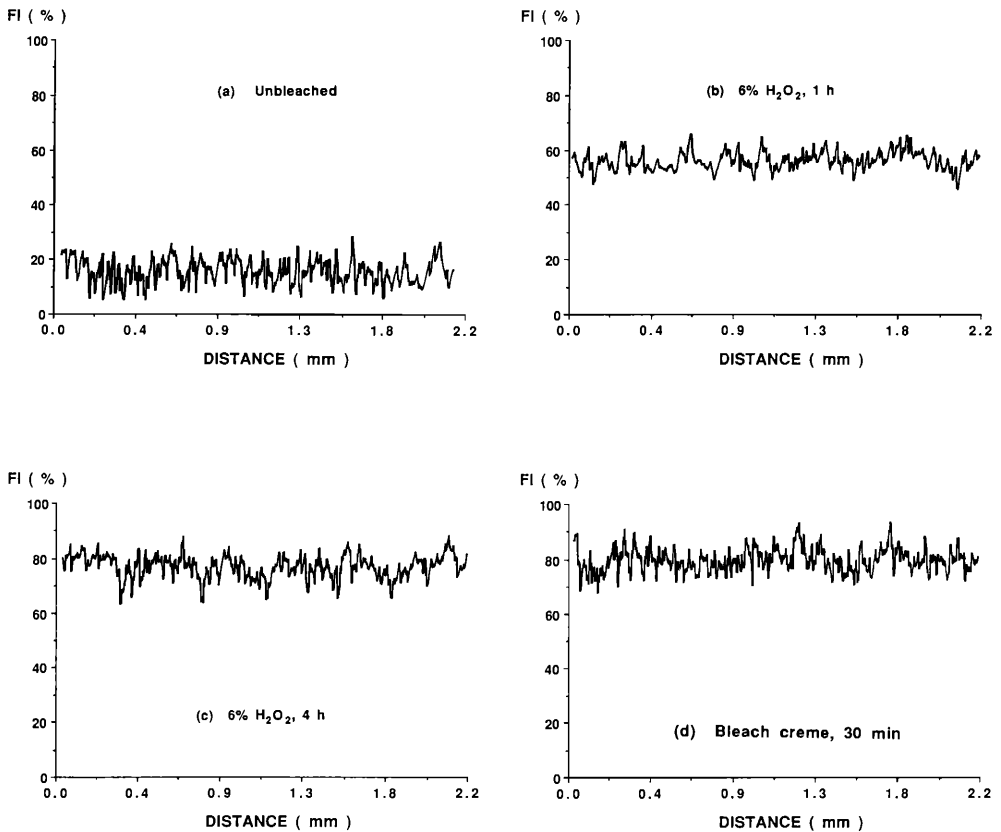 FI ( % )
100
80
60
40
20
0
(a) Unbleached
0.0 0.4 0.9 1.3 1.8 2.2
DISTANCE ( mm )
FI ( % )
100
80
60
40
20
0
(b) 6% H₂O₂, 1 h
0.0 0.4 0.9 1.3 1.8 2.2
DISTANCE ( mm )
FI ( % )
100
80
60
40
20
0
(c) 6% H₂O₂, 4 h
0.0 0.4 0.9 1.3 1.8 2.2
DISTANCE ( mm )
FI ( % )
100
80
60
40
20
0
(d) Bleach creme, 30 min
0.0 0.4 0.9 1.3 1.8 2.2
DISTANCE ( mm )